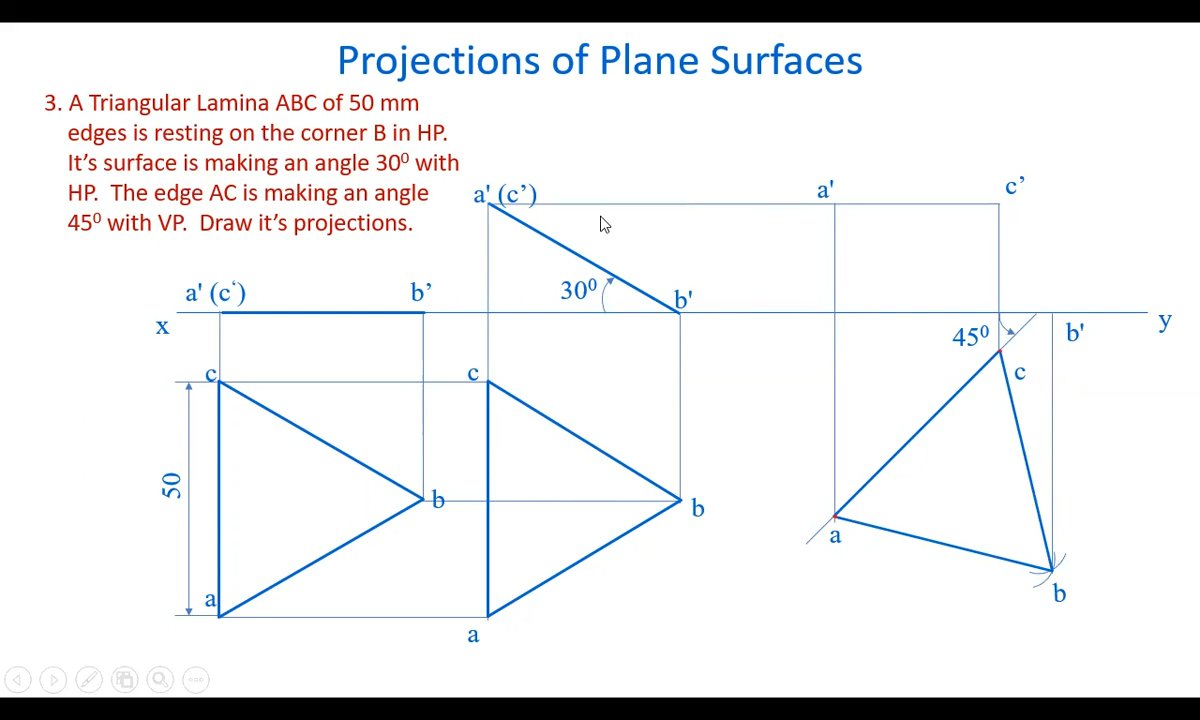 Projections of Plane Surfaces
3. A Triangular Lamina ABC of 50 mm
edges is resting on the corner B in HP.
It’s surface is making an angle 30⁰ with
HP. The edge AC is making an angle
45⁰ with VP. Draw it’s projections.
a' (c’)
a'
c’
a' (c‘)
b’
30⁰
b'
x
45⁰
b'
y
c
c
c
50
b
b
a
a
b
a